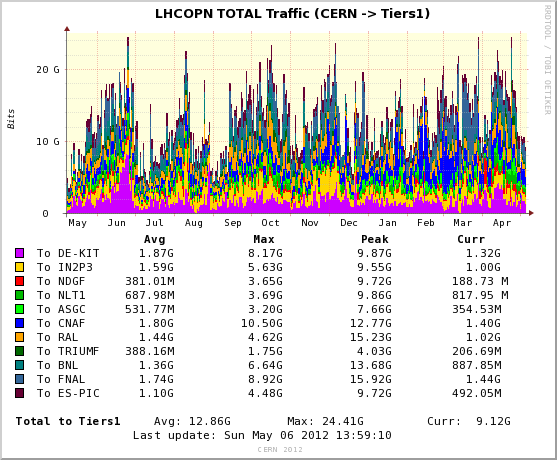 LHCOPN TOTAL Traffic (CERN -> Tiers1)
RRDTOOL / TOBI OETIKER
Bits
20 G
10 G
0
May Jun Jul Aug Sep Oct Nov Dec Jan Feb Mar Apr
Avg Max Peak Curr
To DE-KIT 1.87G 8.17G 9.87G 1.32G
To IN2P3 1.59G 5.63G 9.55G 1.00G
To NDGF 381.01M 3.65G 9.72G 188.73 M
To NLT1 687.98M 3.69G 9.86G 817.95 M
To ASGC 531.77M 3.20G 7.66G 354.53M
To CNAF 1.80G 10.50G 12.77G 1.40G
To RAL 1.44G 4.62G 15.23G 1.02G
To TRIUMF 388.16M 1.75G 4.03G 206.69M
To BNL 1.36G 6.64G 13.68G 887.85M
To FNAL 1.74G 8.92G 15.92G 1.44G
To ES-PIC 1.10G 4.48G 9.72G 492.05M
Total to Tiers1 Avg: 12.86G Max: 24.41G Curr: 9.12G
Last update: Sun May 06 2012 13:59:10
CERN 2012